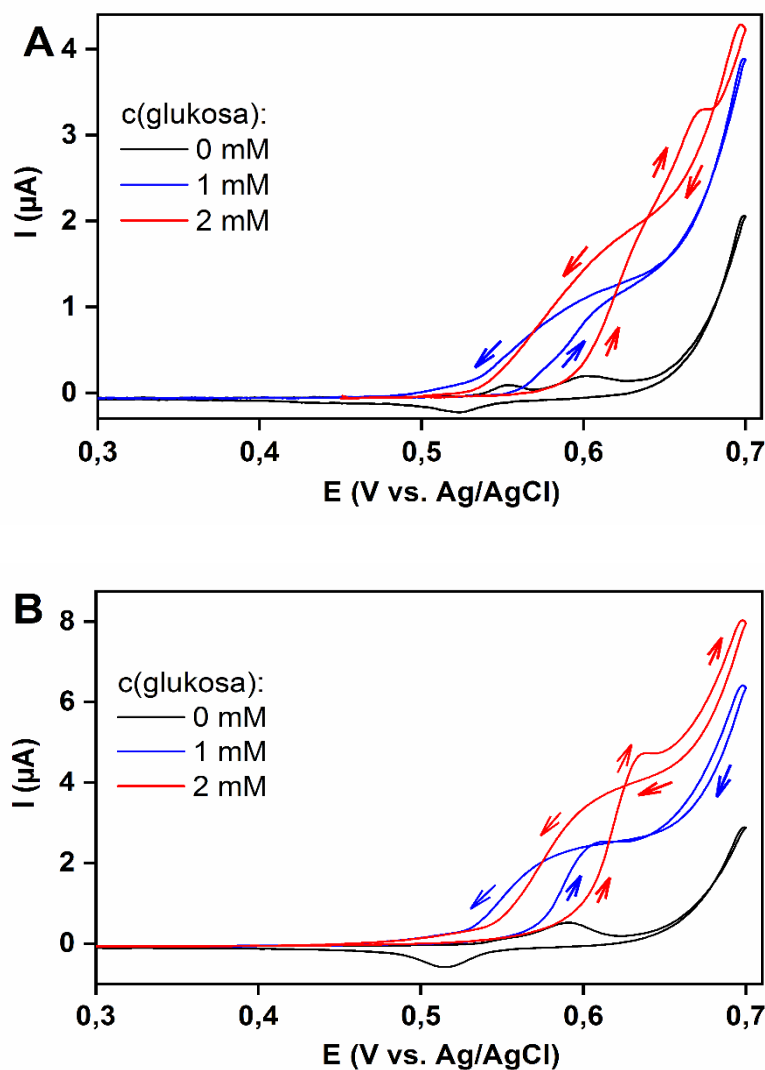 A
c(glukosa):
0 mM
1 mM
2 mM
I (µA)
4
3
2
1
0
0,3 0,4 0,5 0,6 0,7
E (V vs. Ag/AgCl)
B
c(glukosa):
0 mM
1 mM
2 mM
I (µA)
8
6
4
2
0
0,3 0,4 0,5 0,6 0,7
E (V vs. Ag/AgCl)